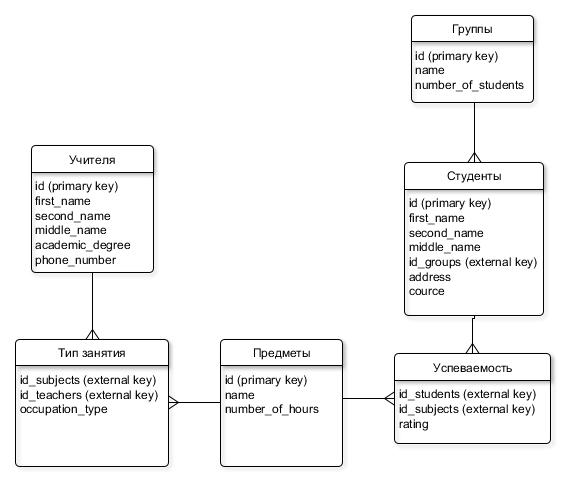 Группы
id (primary key)
name
number_of_students
Учителя
id (primary key)
first_name
second_name
middle_name
academic_degree
phone_number
Студенты
id (primary key)
first_name
second_name
middle_name
id_groups (external key)
address
cource
Тип занятия
id_subjects (external key)
id_teachers (external key)
occupation_type
Предметы
id (primary key)
name
number_of_hours
Успеваемость
id_students (external key)
id_subjects (external key)
rating